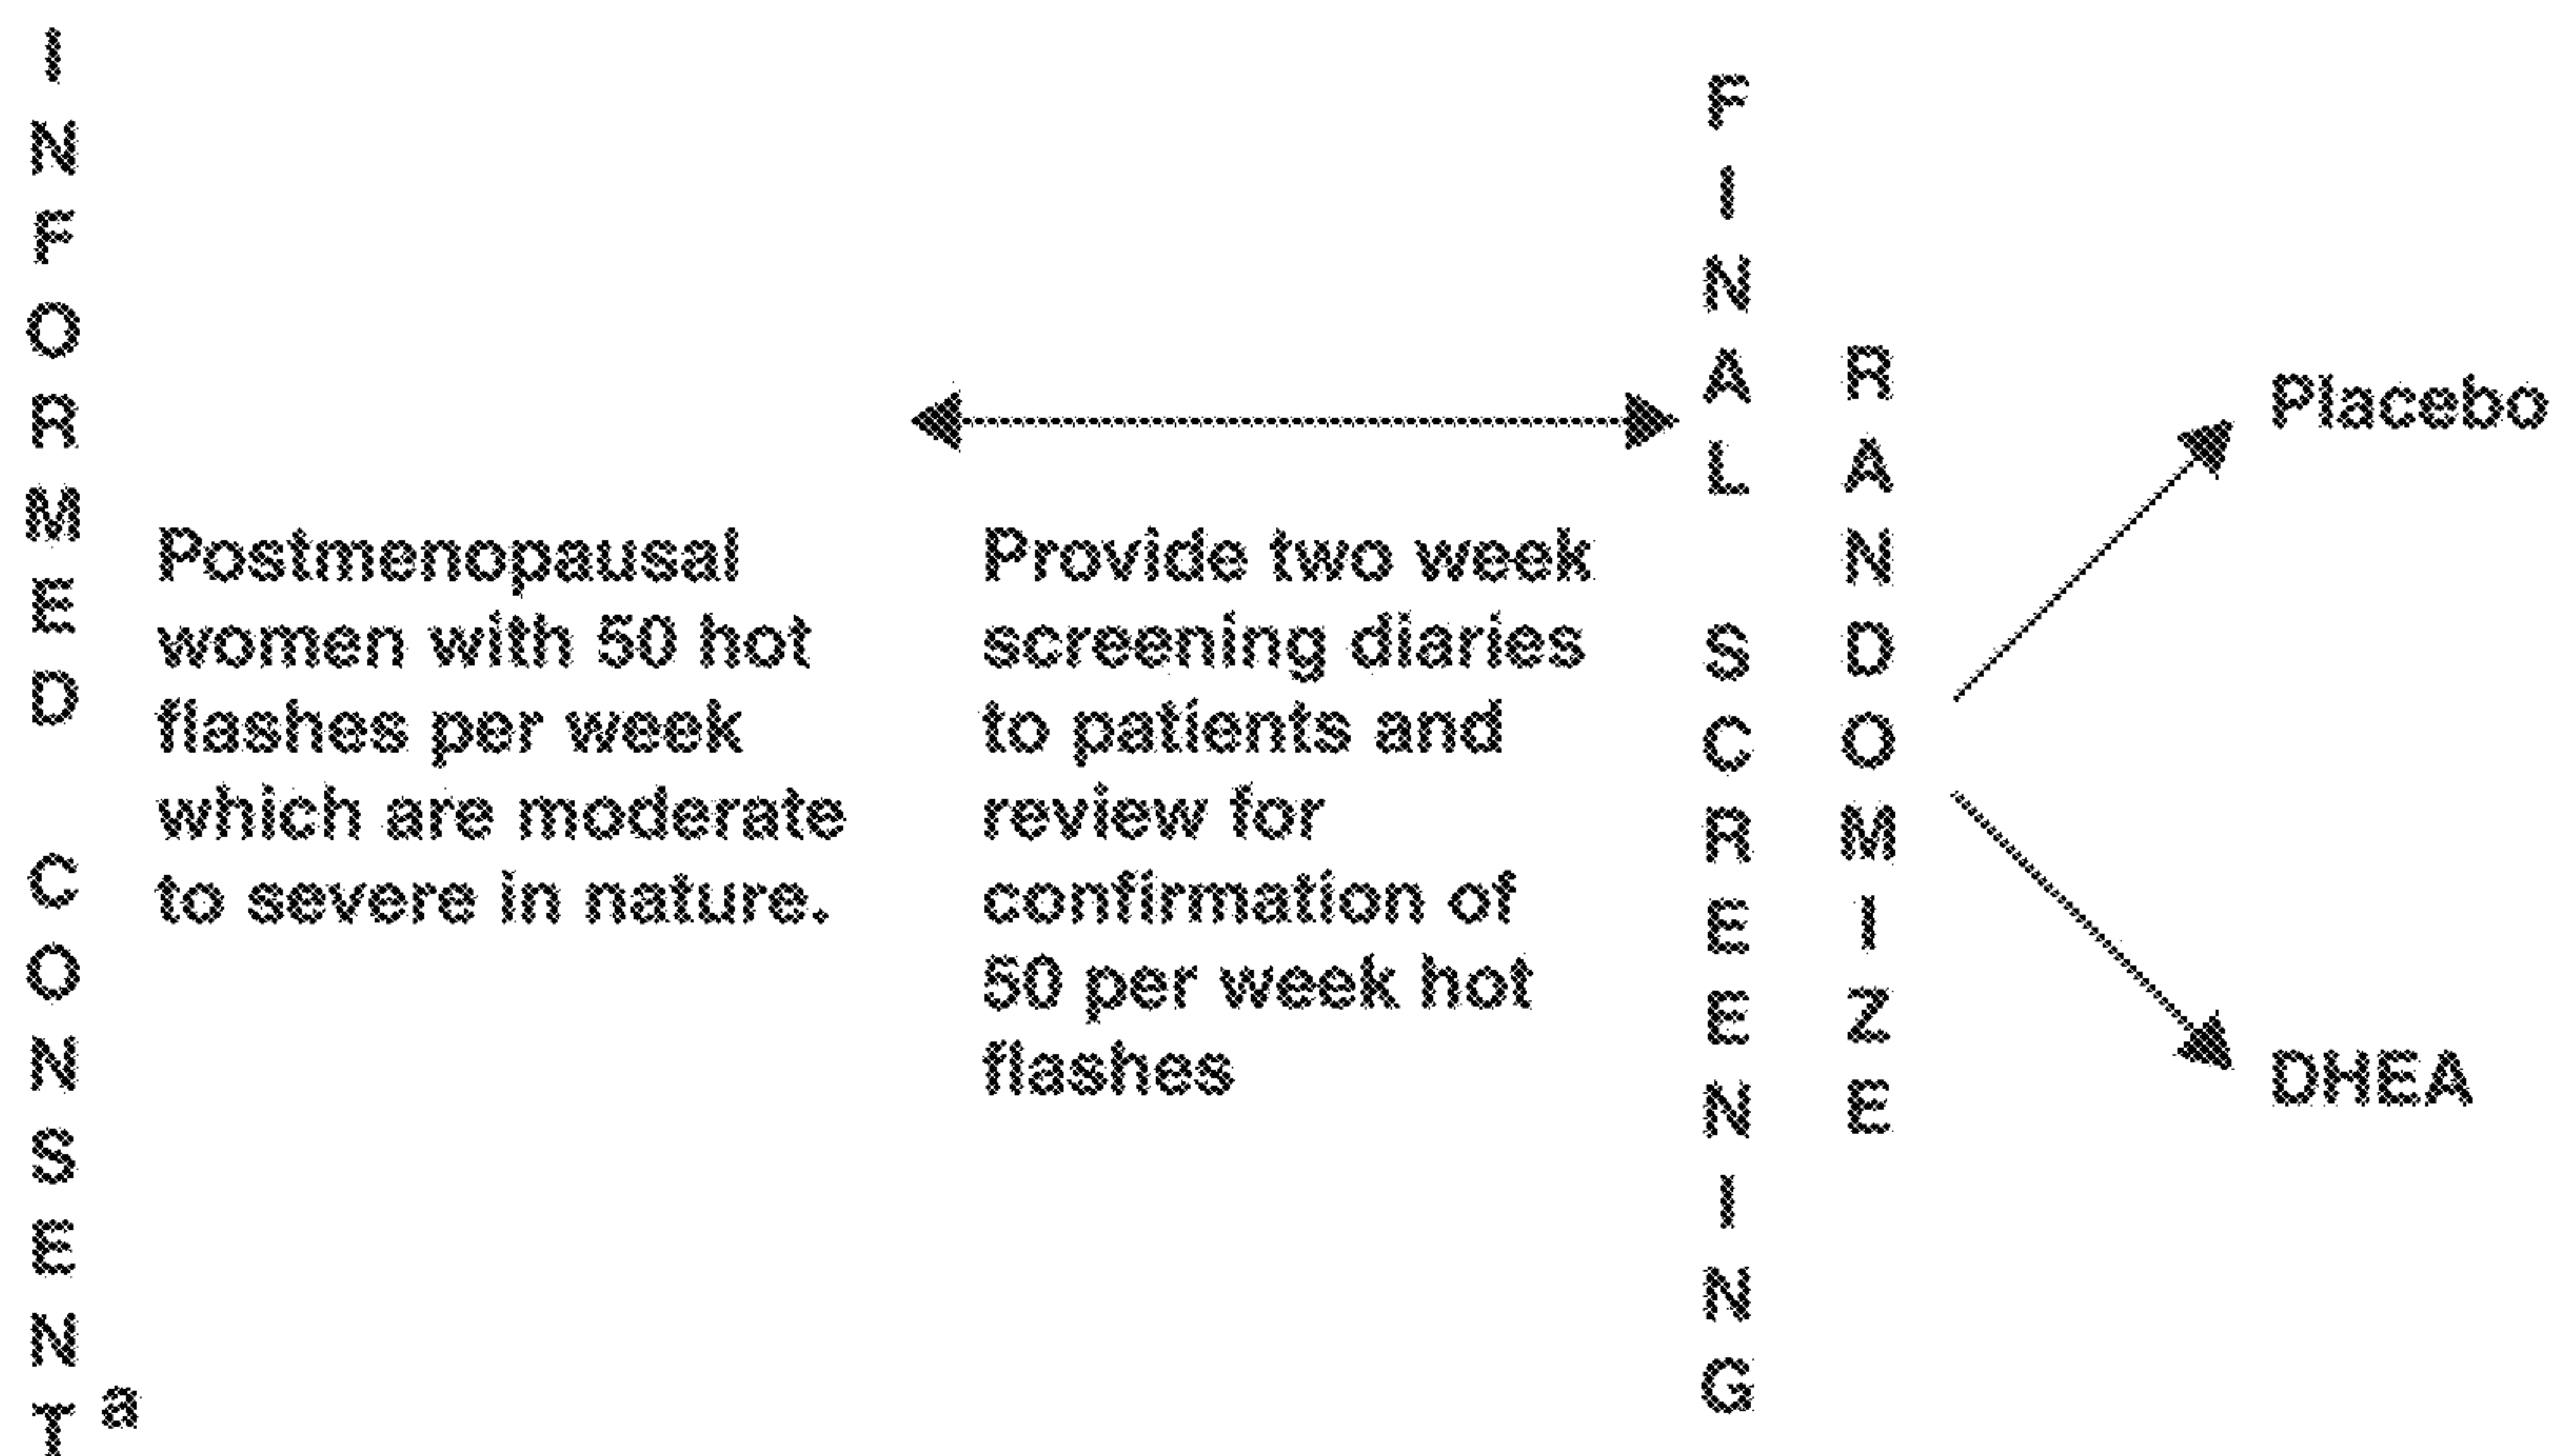 INFORMED CONSENT
a
Postmenopausal
women with 50 hot
flashes per week
which are moderate
to severe in nature.
Provide two week
screening diaries
to patients and
review for
confirmation of
50 per week hot
flashes
FINAL SCREENING
RANDOMIZE
Placebo
DHEA